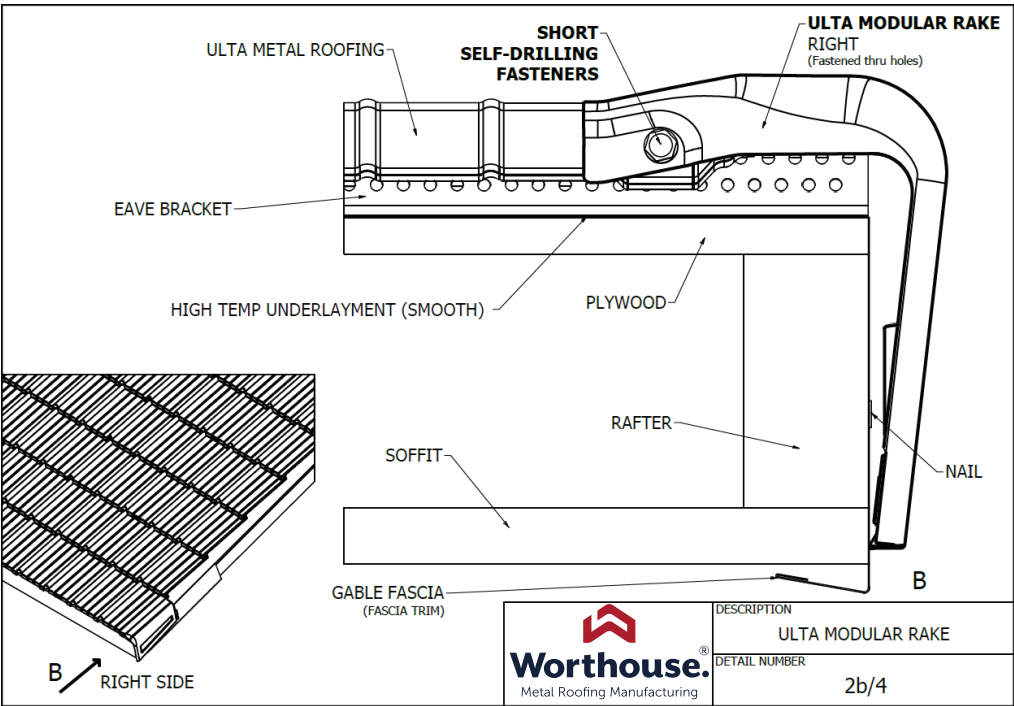 ULTA METAL ROOFING
SHORT
SELF-DRILLING
FASTENERS
ULTA MODULAR RAKE
RIGHT
(Fastened thru holes)
EAVE BRACKET
HIGH TEMP UNDERLAYMENT (SMOOTH)
PLYWOOD
RAFTER
SOFFIT
NAIL
GABLE FASCIA
(FASCIA TRIM)
B
B
RIGHT SIDE
Worthouse.®
Metal Roofing Manufacturing
DESCRIPTION
ULTA MODULAR RAKE
DETAIL NUMBER
2b/4